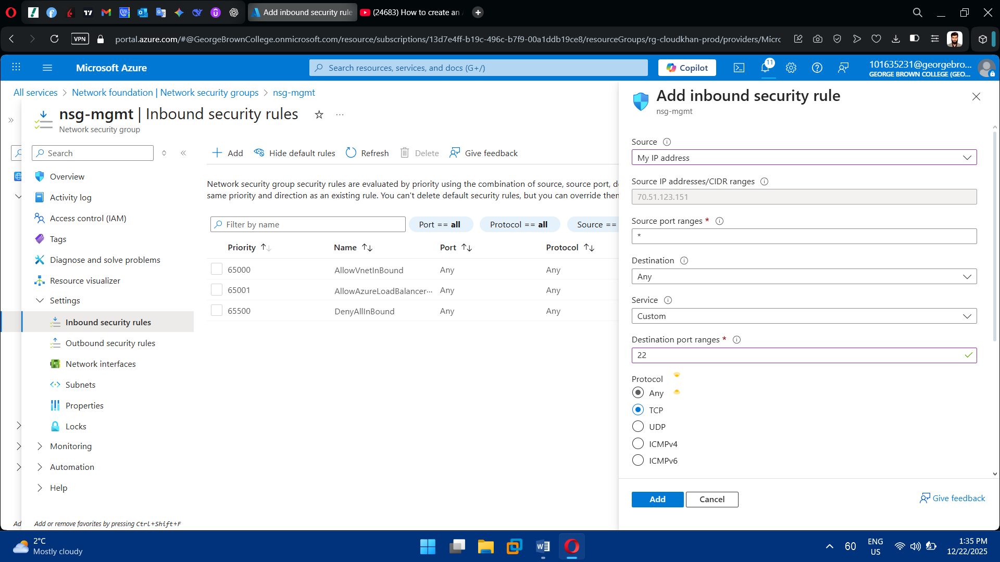 Add inbound security rule
(24683) How to create an
VPN
portal.azure.com/#@GeorgeBrownCollege.onmicrosoft.com/resource/subscriptions/13d7e4ff-b19c-496c-b7f9-00a1ddb19ce8/resourceGroups/rg-cloudkhan-prod/providers/Micro
Microsoft Azure
Search resources, services, and docs (G+/)
Copilot
11
101635231@georgebro...
GEORGE BROWN COLLEGE (GEO...
All services > Network foundation | Network security groups > nsg-mgmt
nsg-mgmt | Inbound security rules
Network security group
Search
Add
Hide default rules
Refresh
Delete
Give feedback
Overview
Activity log
Access control (IAM)
Tags
Diagnose and solve problems
Resource visualizer
Settings
Inbound security rules
Outbound security rules
Network interfaces
Subnets
Properties
Locks
Monitoring
Automation
Help
Ad
Add or remove favorites by pressing Ctrl+Shift+F
Network security group security rules are evaluated by priority using the combination of source, source port, d
same priority and direction as an existing rule. You can't delete default security rules, but you can override ther
Filter by name
Port == all
Protocol == all
Source ==
Priority Name Port Protocol
65000 AllowVnetInBound Any Any
65001 AllowAzureLoadBalancer... Any Any
65500 DenyAllInBound Any Any
Add inbound security rule
nsg-mgmt
Source
My IP address
Source IP addresses/CIDR ranges
70.51.123.151
Source port ranges *
*
Destination
Any
Service
Custom
Destination port ranges *
22
Protocol
Any
TCP
UDP
ICMPv4
ICMPv6
Add
Cancel
Give feedback
2°C
Mostly cloudy
60
ENG
US
1:35 PM
12/22/2025